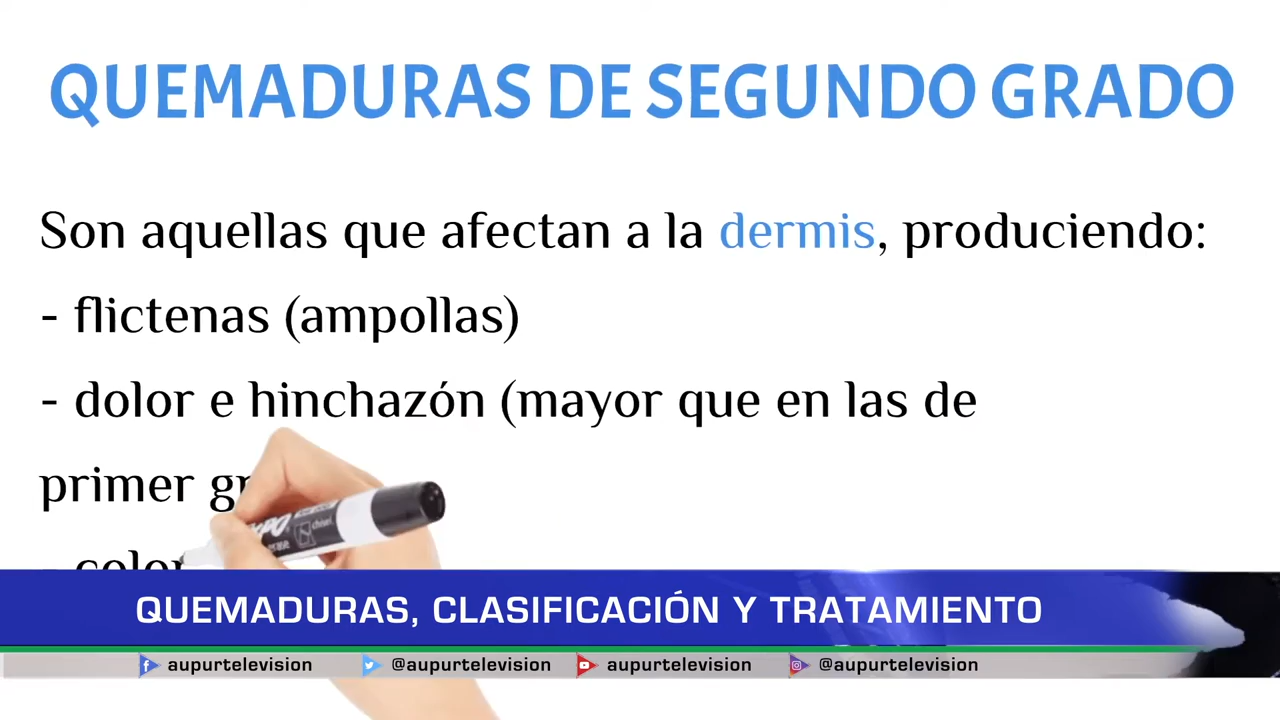 QUEMADURAS DE SEGUNDO GRADO
Son aquellas que afectan a la dermis, produciendo:
- flictenas (ampollas)
- dolor e hinchazón (mayor que en las de
primer
QUEMADURAS, CLASIFICACIÓN Y TRATAMIENTO
aupurtelevision @aupurtelevision aupurtelevision @aupurtelevision